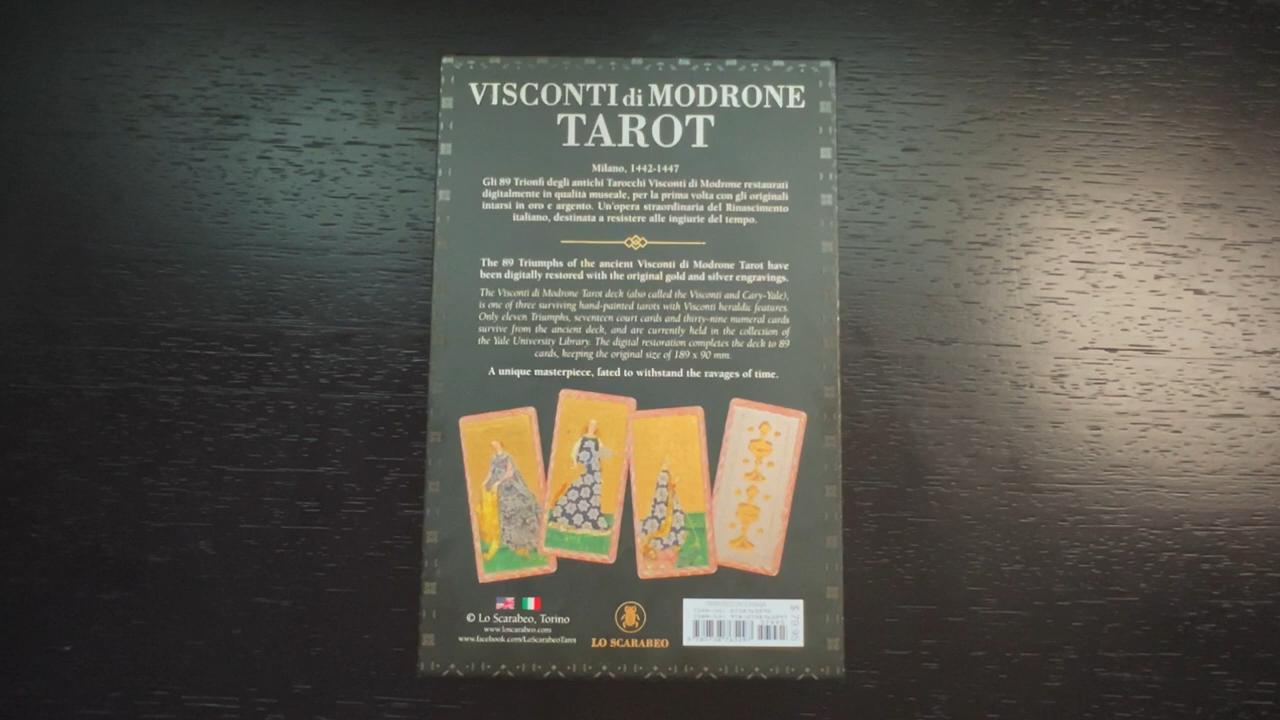 VISCONTI di MODRONE
TAROT
Milano, 1442-1447
Gli 89 Trionfi degli antichi Tarocchi Visconti di Modrone restaurati
digitalmente in qualità museale, per la prima volta con gli originali
intarsi in oro e argento. Un'opera straordinaria del Rinascimento
italiano, destinata a resistere alle ingiurie del tempo.
The 89 Triumphs of the ancient Visconti di Modrone Tarot have
been digitally restored with the original gold and silver engravings.
The Visconti di Modrone Tarot deck (also called the Visconti and Cary-Yale),
is one of three surviving hand-painted tarots with Visconti heraldic features.
Only eleven Triumphs, seventeen court cards and thirty-nine numeral cards
survive from the ancient deck, and are currently held in the collection of
the Yale University Library. The digital restoration completes the deck to 89
cards, keeping the original size of 189 x 90 mm.
A unique masterpiece, fated to withstand the ravages of time.
© Lo Scarabeo, Torino
www.loscarabeo.com
www.facebook.com/LoScarabeoTarot
LO SCARABEO